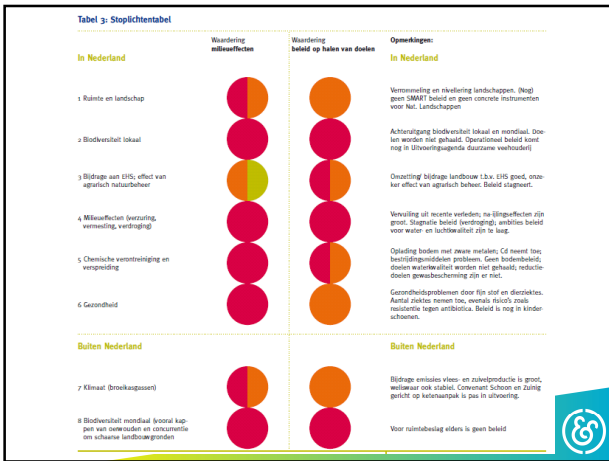 Tabel 3: Stoplichtentabel
Waardering
milieueffecten
Waardering
beleid op halen van doelen
Opmerkingen:
In Nederland
In Nederland
1 Ruimte en landschap
Verrommeling en nivellering landschappen. (Nog)
geen SMART beleid en geen concrete instrumenten
voor Nat. Landschappen
2 Biodiversiteit lokaal
Achteruitgang biodiversiteit lokaal en mondiaal. Doe-
len worden niet gehaald. Operationeel beleid komt
nog in Uitvoeringsagenda duurzame veehouderij)
3 Bijdrage aan EHS; effect van
agrarisch natuurbeheer
Omzetting/ bijdrage landbouw t.b.v. EHS goed, onze-
ker effect van agrarisch beheer. Beleid stagneert.
4 Milieueffecten (verzuring,
vermesting, verdroging)
Vervuiling uit recente verleden; na-ijlingseffecten zijn
groot. Stagnatie beleid (verdroging); ambities beleid
voor water- en luchtkwaliteit zijn te laag.
5 Chemische verontreiniging en
verspreiding
Oplading bodem met zware metalen; Cd neemt toe;
bestrijdingsmiddelen probleem. Geen bodembeleid;
doelen waterkwaliteit worden niet gehaald; reductie-
doelen gewasbescherming zijn er niet.
6 Gezondheid
Gezondheidsproblemen door fijn stof en dierziektes.
Aantal ziektes nemen toe, evenals risico's zoals
resistentie tegen antibiotica. Beleid is nog in kinder-
schoenen.
Buiten Nederland
Buiten Nederland
7 Klimaat (broeikasgassen)
Bijdrage emissies vlees- en zuivelproductie is groot,
weliswaar ook stabiel. Convenant Schoon en Zuinig
gericht op ketenaanpak is pas in uitvoering.
8 Biodiversiteit mondiaal (vooral kap-
pen van oerwouden en concurrentie
om schaarse landbouwgronden
Voor ruimtebeslag elders is geen beleid